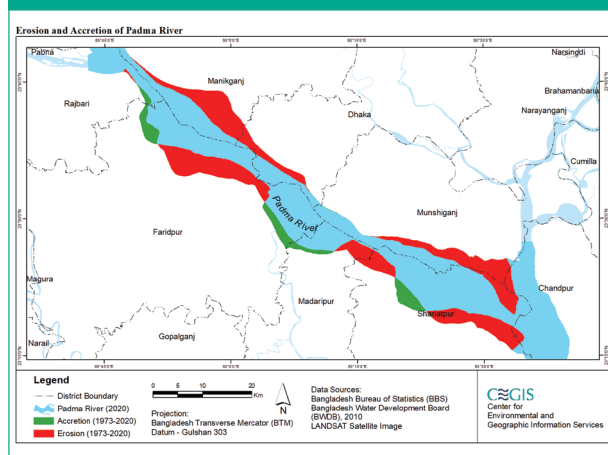 Erosion and Accretion of Padma River
Pabna
Narsingdi
Manikganj
Brahamanbaria
Rajbari
Dhaka
Narayanganj
Cumilla
Padma River
Munshiganj
Faridpur
Magura
Chandpur
Madaripur
Shariatpur
Gopalganj
Narail
Legend
District Boundary
Padma River (2020)
Accretion (1973-2020)
Erosion (1973-2020)
0 5 10 20
Km
N
Projection:
Bangladesh Transverse Mercator (BTM)
Datum - Gulshan 303
Data Sources:
Bangladesh Bureau of Statistics (BBS)
Bangladesh Water Development Board
(BWDB), 2010
LANDSAT Satellite Image
CEGIS
Center for
Environmental and
Geographic Information Services